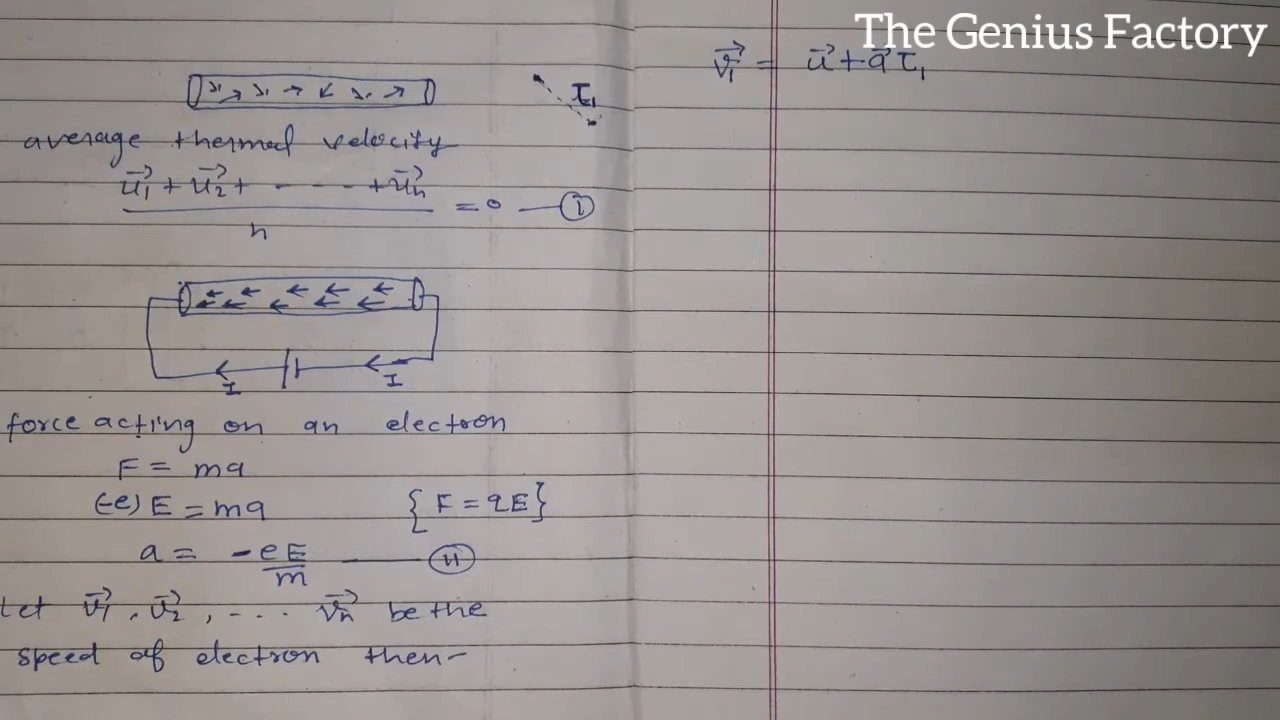 The Genius Factory
τ₁
average thermal velocity
u⃗₁ + u⃗₂ + - - - - + u⃗n
n
= 0 — (i)
I I
force acting on an electron
F = ma
(-e) E = ma { F = qE }
a = -eE/m — (ii)
Let v⃗₁, v⃗₂, - - - - v⃗n be the
speed of electron then-
v⃗₁ = u⃗ + a⃗ τ₁